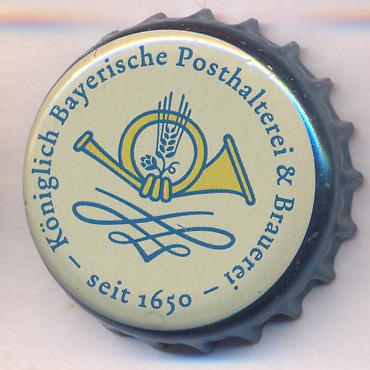 Königlich Bayerische Posthalterei & Brauerei
– seit 1650 –